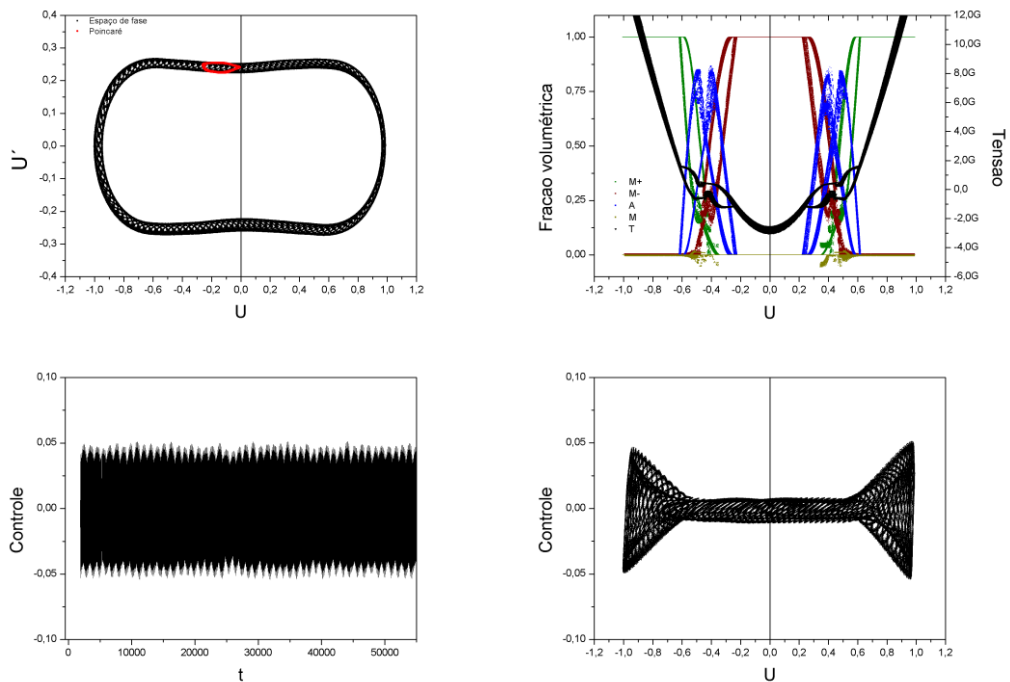 Espaço de fase
Poincaré
0,4
0,3
0,2
0,1
0,0
-0,1
-0,2
-0,3
-0,4
U´
-1,2 -1,0 -0,8 -0,6 -0,4 -0,2 0,0 0,2 0,4 0,6 0,8 1,0 1,2
U
1,00
0,75
0,50
0,25
0,00
Fracao volumétrica
M+
M-
A
M
T
12,0G
10,0G
8,0G
6,0G
4,0G
2,0G
0,0
-2,0G
-4,0G
-6,0G
Tensao
-1,2 -1,0 -0,8 -0,6 -0,4 -0,2 0,0 0,2 0,4 0,6 0,8 1,0 1,2
U
0,10
0,05
0,00
-0,05
-0,10
Controle
0 10000 20000 30000 40000 50000
t
0,10
0,05
0,00
-0,05
-0,10
Controle
-1,2 -1,0 -0,8 -0,6 -0,4 -0,2 0,0 0,2 0,4 0,6 0,8 1,0 1,2
U